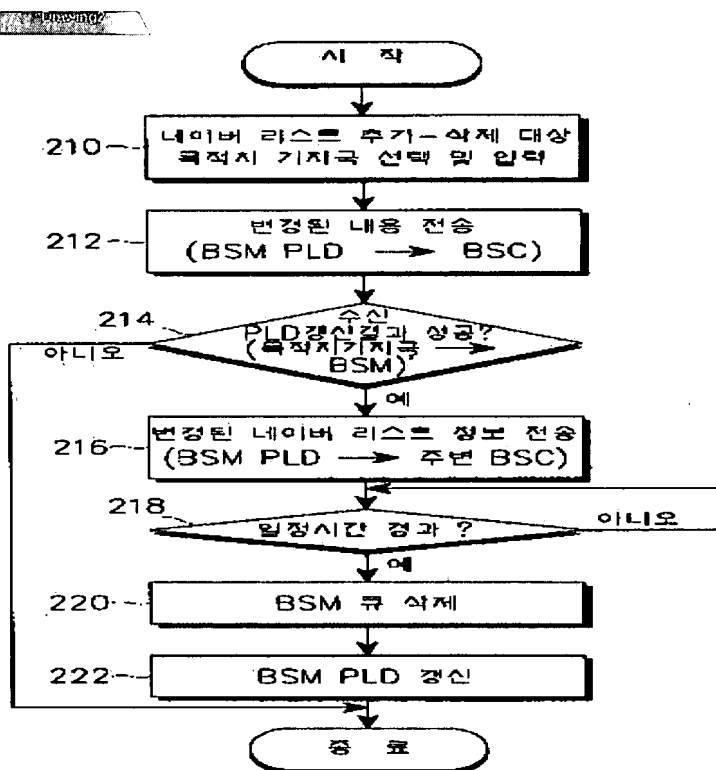 시 작
210
네이버 리스트 추가-삭제 대상
목적지 기지국 선택 및 입력
212
변경된 내용 전송
(BSM PLD → BSC)
214
수신
PLD갱신결과 성공?
(목적지기지국 →
BSM)
아니오
예
216
변경된 네이버 리스트 정보 전송
(BSM PLD → 주변 BSC)
218
일정시간 경과 ?
아니오
예
220
BSM 큐 삭제
222
BSM PLD 갱신
종 료